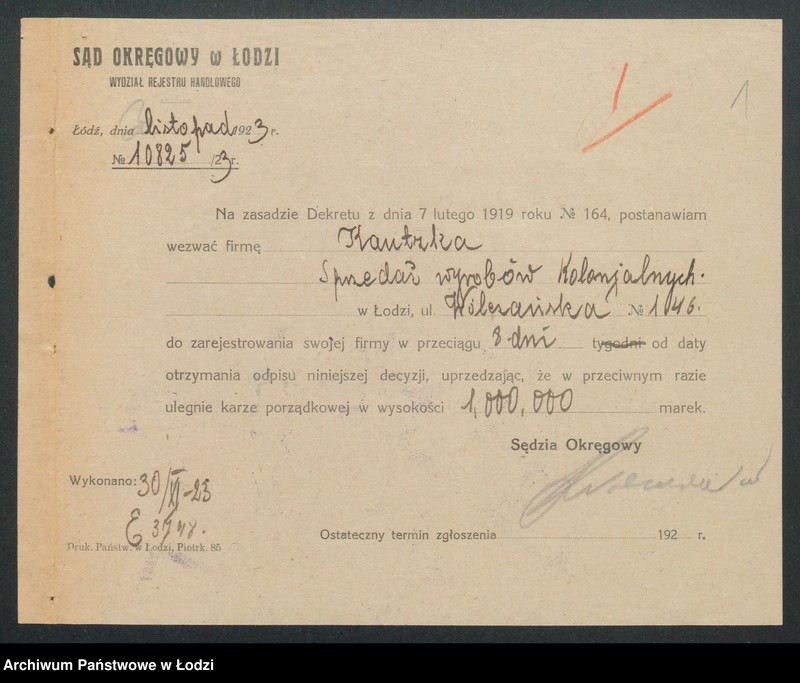 SĄD OKRĘGOWY w ŁODZI
WYDZIAŁ REJESTRU HANDLOWEGO
1
Łódź, dnia listopad 1923 r.
№ 10825/23 r.
Na zasadzie Dekretu z dnia 7 lutego 1919 roku № 164, postanawiam
wezwać firmę Kautzka
Sprzedaż wyrobów Kolonjalnych.
w Łodzi, ul. Wólczańska № 146.
do zarejestrowania swojej firmy w przeciągu 8 dni tygodni od daty
otrzymania odpisu niniejszej decyzji, uprzedzając, że w przeciwnym razie
ulegnie karze porządkowej w wysokości 1,000,000 marek.
Sędzia Okręgowy
Wykonano: 30/XI-23
Ostateczny termin zgłoszenia 192 r.
Druk. Państw. w Łodzi, Piotrk. 85
Archiwum Państwowe w Łodzi